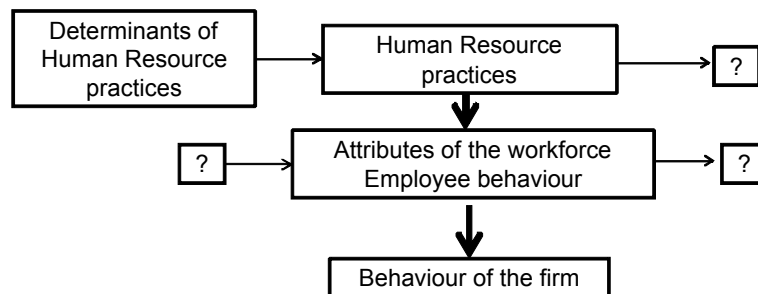 Determinants of
Human Resource
practices
Human Resource
practices
?
?
Attributes of the workforce
Employee behaviour
?
Behaviour of the firm